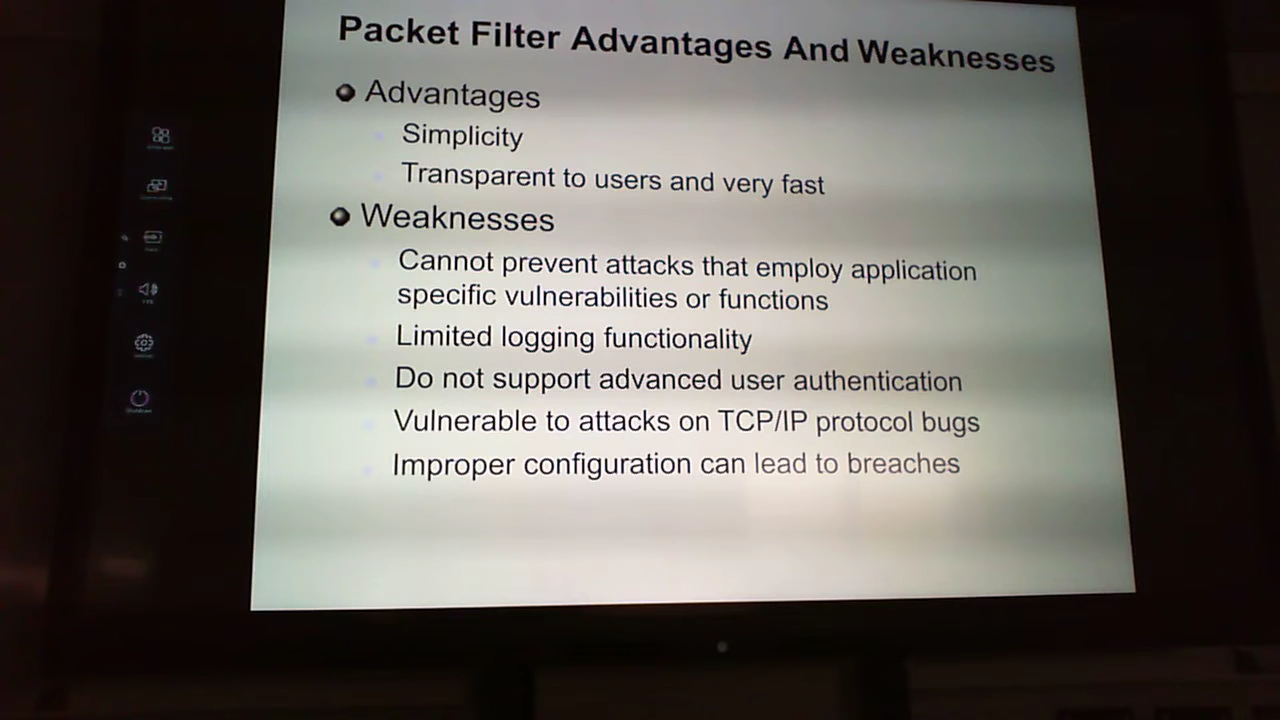 Packet Filter Advantages And Weaknesses
Advantages
Simplicity
Transparent to users and very fast
Weaknesses
Cannot prevent attacks that employ application
specific vulnerabilities or functions
Limited logging functionality
Do not support advanced user authentication
Vulnerable to attacks on TCP/IP protocol bugs
Improper configuration can lead to breaches